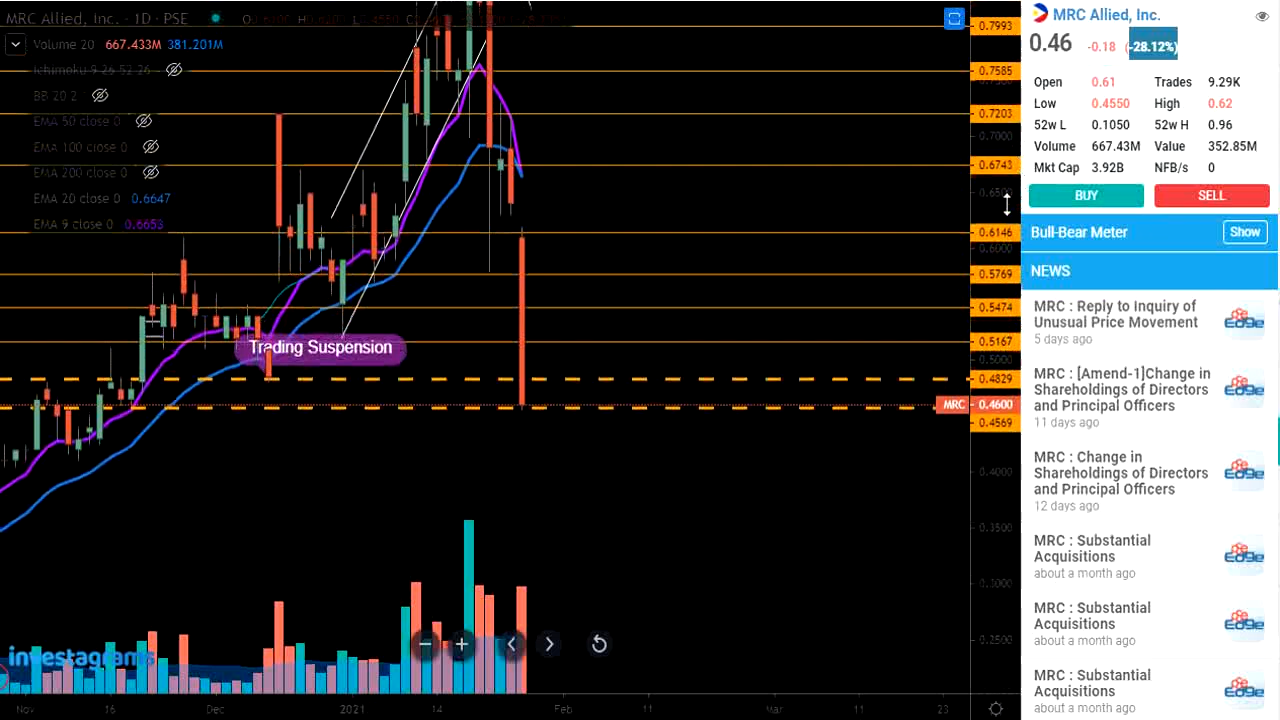 MRC Allied, Inc. · 1D · PSE
Volume 20 667.433M 381.201M
Ichimoku 9 26 52 26
BB 20 2
EMA 50 close 0
EMA 100 close 0
EMA 200 close 0
EMA 20 close 0 0.6647
EMA 9 close 0 0.6653
Trading Suspension
investagrams
0.7993
0.7585
0.7203
0.7000
0.6743
0.6500
0.6146
0.6000
0.5769
0.5474
0.5167
0.5000
0.4829
MRC 0.4600
0.4569
0.4000
0.3500
0.3000
0.2500
Nov 16 Dec 2021 14 Feb 11 Mar 11 23
MRC Allied, Inc.
0.46 -0.18 (-28.12%)
Open 0.61 Trades 9.29K
Low 0.4550 High 0.62
52w L 0.1050 52w H 0.96
Volume 667.43M Value 352.85M
Mkt Cap 3.92B NFB/s 0
BUY SELL
Bull-Bear Meter Show
NEWS
MRC : Reply to Inquiry of
Unusual Price Movement
5 days ago
MRC : [Amend-1]Change in
Shareholdings of Directors
and Principal Officers
11 days ago
MRC : Change in
Shareholdings of Directors
and Principal Officers
12 days ago
MRC : Substantial
Acquisitions
about a month ago
MRC : Substantial
Acquisitions
about a month ago
MRC : Substantial
Acquisitions
about a month ago